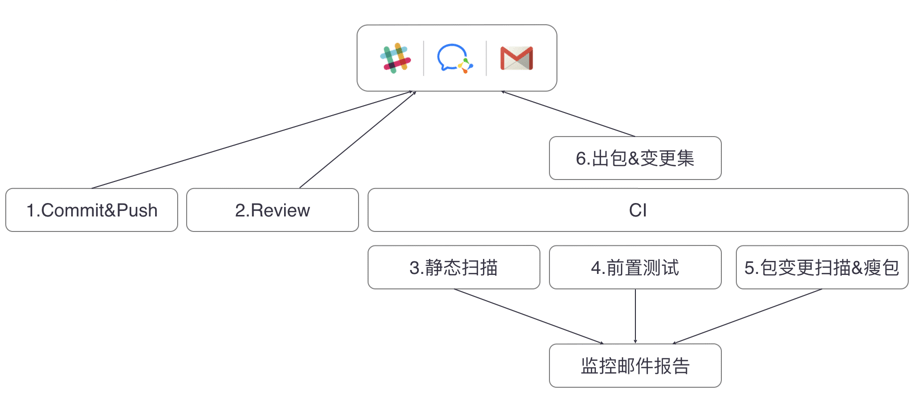 6.出包&变更集
1.Commit&Push
2.Review
CI
3.静态扫描
4.前置测试
5.包变更扫描&瘦包
监控邮件报告